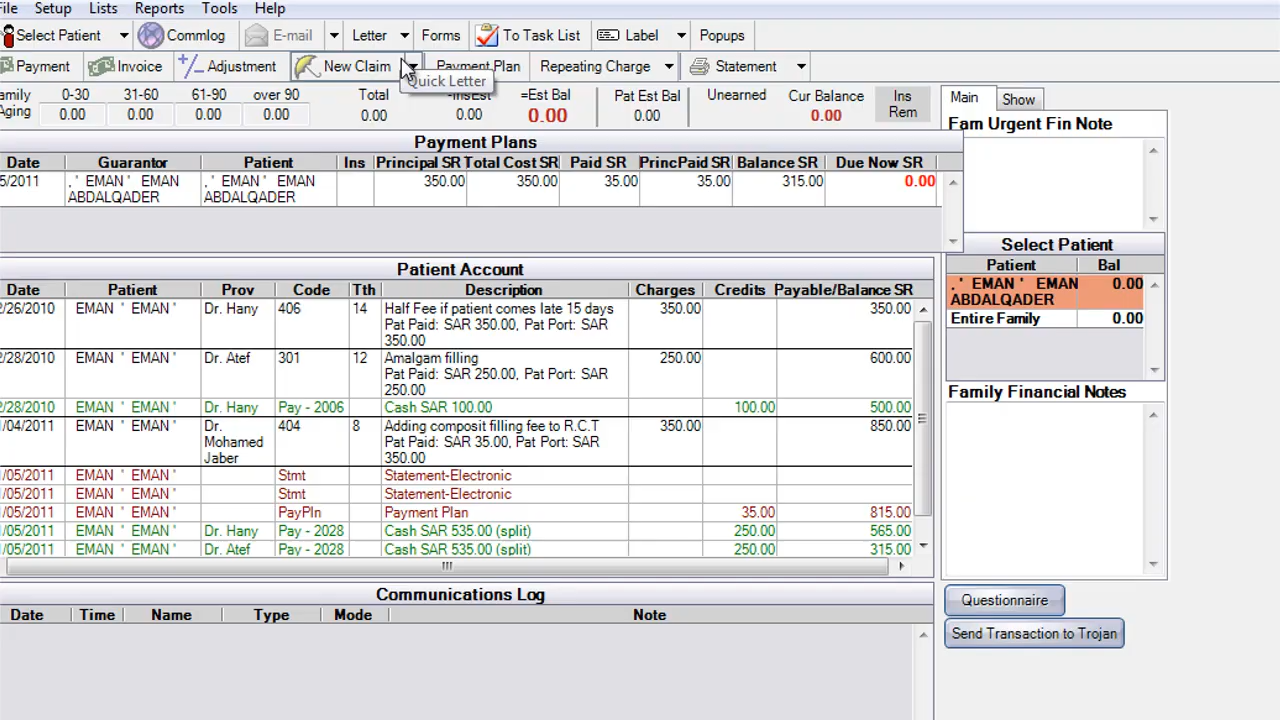 File Setup Lists Reports Tools Help
Select Patient Commlog E-mail Letter Forms To Task List Label Popups
Payment Invoice Adjustment New Claim Payment Plan Repeating Charge Statement
Quick Letter
Family 0-30 31-60 61-90 over 90 Total -InsEst =Est Bal Pat Est Bal Unearned Cur Balance Ins Rem
Aging 0.00 0.00 0.00 0.00 0.00 0.00 0.00 0.00 0.00
Main Show
Fam Urgent Fin Note
Payment Plans
Date Guarantor Patient Ins Principal SR Total Cost SR Paid SR PrincPaid SR Balance SR Due Now SR
5/2011 , ' EMAN ' EMAN , ' EMAN ' EMAN 350.00 350.00 35.00 35.00 315.00 0.00
ABDALQADER ABDALQADER
Select Patient
Patient Bal
, ' EMAN ' EMAN 0.00
ABDALQADER
Entire Family 0.00
Family Financial Notes
Patient Account
Date Patient Prov Code Tth Description Charges Credits Payable/Balance SR
2/26/2010 EMAN ' EMAN ' Dr. Hany 406 14 Half Fee if patient comes late 15 days 350.00 350.00
Pat Paid: SAR 350.00, Pat Port: SAR
350.00
2/28/2010 EMAN ' EMAN ' Dr. Atef 301 12 Amalgam filling 250.00 600.00
Pat Paid: SAR 250.00, Pat Port: SAR
250.00
2/28/2010 EMAN ' EMAN ' Dr. Hany Pay - 2006 Cash SAR 100.00 100.00 500.00
1/04/2011 EMAN ' EMAN ' Dr. 404 8 Adding composit filling fee to R.C.T 350.00 850.00
Mohamed Pat Paid: SAR 35.00, Pat Port: SAR
Jaber 350.00
1/05/2011 EMAN ' EMAN ' Stmt Statement-Electronic
1/05/2011 EMAN ' EMAN ' Stmt Statement-Electronic
1/05/2011 EMAN ' EMAN ' PayPln Payment Plan 35.00 815.00
1/05/2011 EMAN ' EMAN ' Dr. Hany Pay - 2028 Cash SAR 535.00 (split) 250.00 565.00
1/05/2011 EMAN ' EMAN ' Dr. Atef Pay - 2028 Cash SAR 535.00 (split) 250.00 315.00
Communications Log
Date Time Name Type Mode Note
Questionnaire
Send Transaction to Trojan